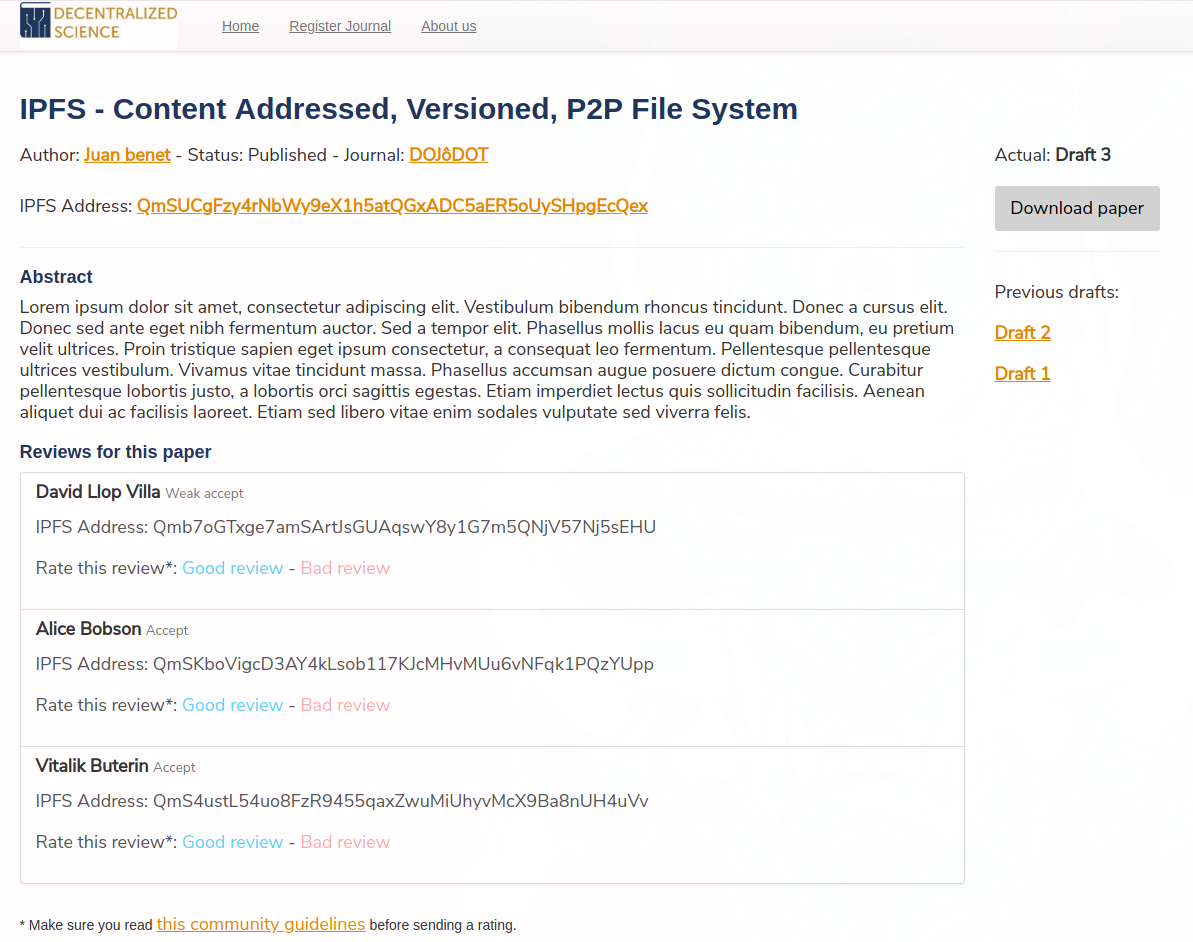 DECENTRALIZED
SCIENCE
Home Register Journal About us
IPFS - Content Addressed, Versioned, P2P File System
Author: Juan benet - Status: Published - Journal: DOJôDOT
IPFS Address: QmSUCgFzy4rNbWy9eX1h5atQGxADC5aER5oUySHpgEcQex
Actual: Draft 3
Download paper
Previous drafts:
Draft 2
Draft 1
Abstract
Lorem ipsum dolor sit amet, consectetur adipiscing elit. Vestibulum bibendum rhoncus tincidunt. Donec a cursus elit.
Donec sed ante eget nibh fermentum auctor. Sed a tempor elit. Phasellus mollis lacus eu quam bibendum, eu pretium
velit ultrices. Proin tristique sapien eget ipsum consectetur, a consequat leo fermentum. Pellentesque pellentesque
ultrices vestibulum. Vivamus vitae tincidunt massa. Phasellus accumsan augue posuere dictum congue. Curabitur
pellentesque lobortis justo, a lobortis orci sagittis egestas. Etiam imperdiet lectus quis sollicitudin facilisis. Aenean
aliquet dui ac facilisis laoreet. Etiam sed libero vitae enim sodales vulputate sed viverra felis.
Reviews for this paper
David Llop Villa Weak accept
IPFS Address: Qmb7oGTxge7amSArtJsGUAqswY8y1G7m5QNjV57Nj5sEHU
Rate this review*: Good review - Bad review
Alice Bobson Accept
IPFS Address: QmSKboVigcD3AY4kLsob117KJcMHvMUu6vNFqk1PQzYUpp
Rate this review*: Good review - Bad review
Vitalik Buterin Accept
IPFS Address: QmS4ustL54uo8FzR9455qaxZwuMiUhyvMcX9Ba8nUH4uVv
Rate this review*: Good review - Bad review
* Make sure you read this community guidelines before sending a rating.